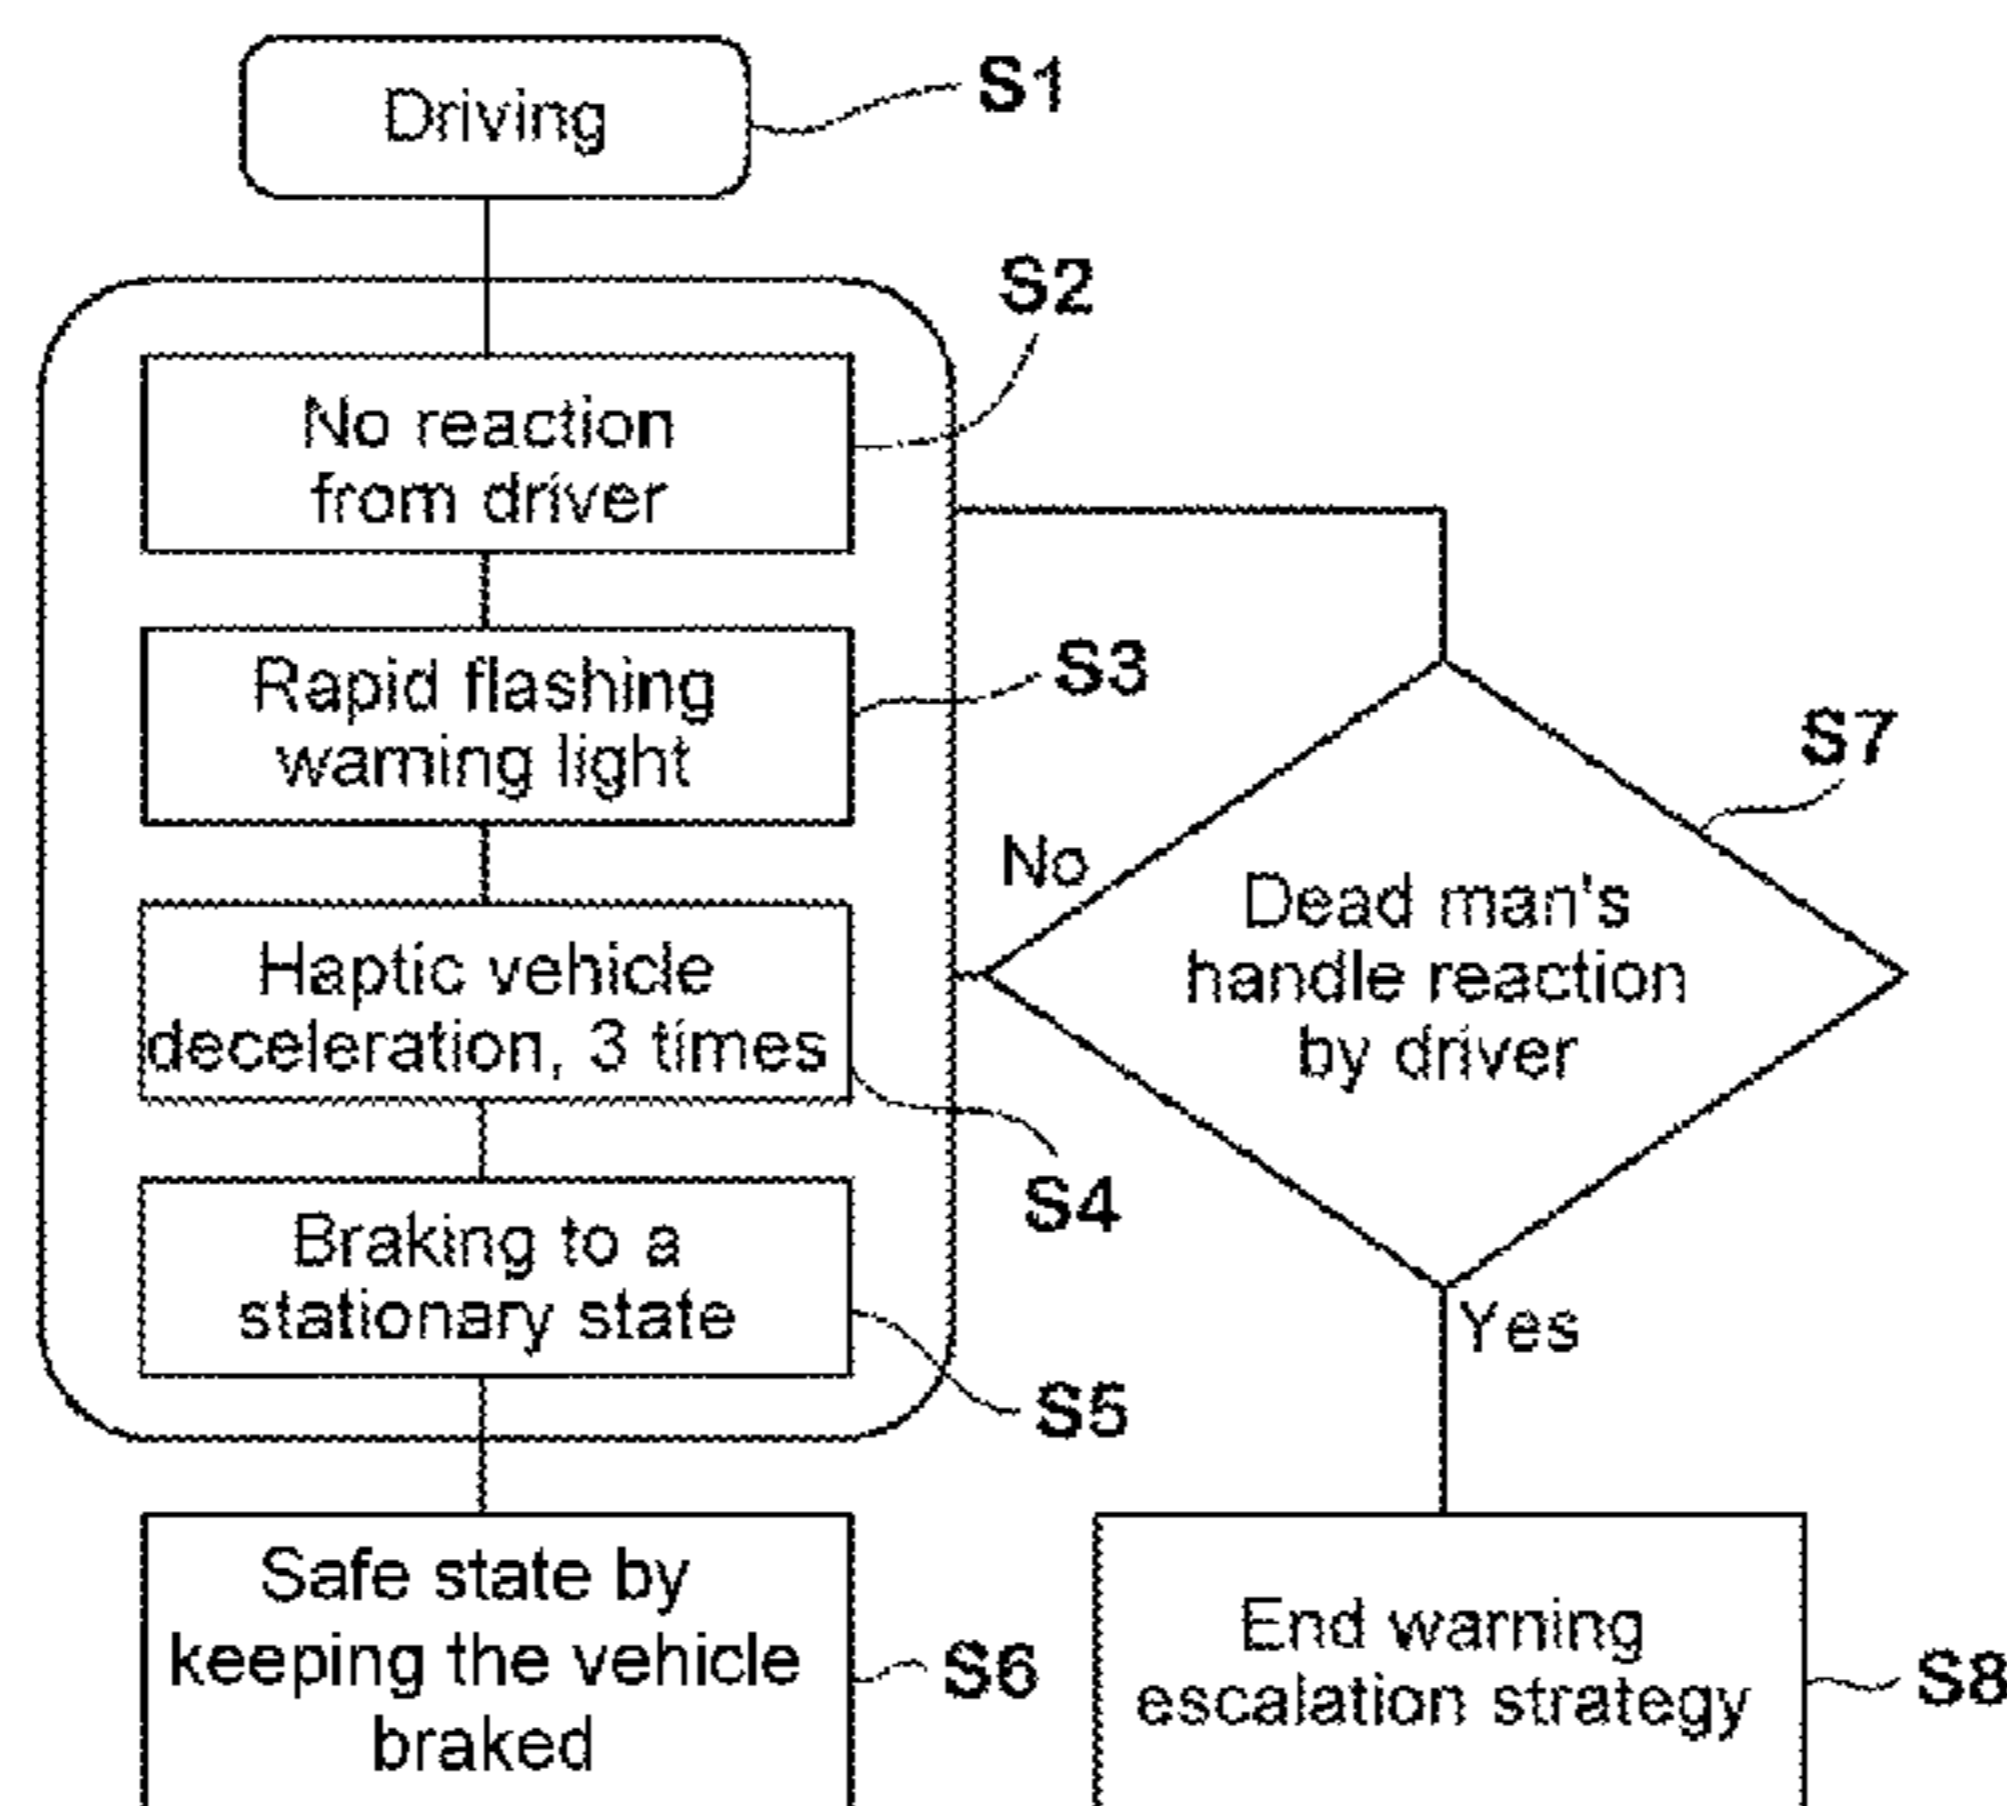 Driving
S1
S2
No reaction
from driver
Rapid flashing
warning light
S3
Haptic vehicle
deceleration, 3 times
S4
Braking to a
stationary state
S5
Safe state by
keeping the vehicle
braked
S6
S7
No
Dead man's
handle reaction
by driver
Yes
End warning
escalation strategy
S8